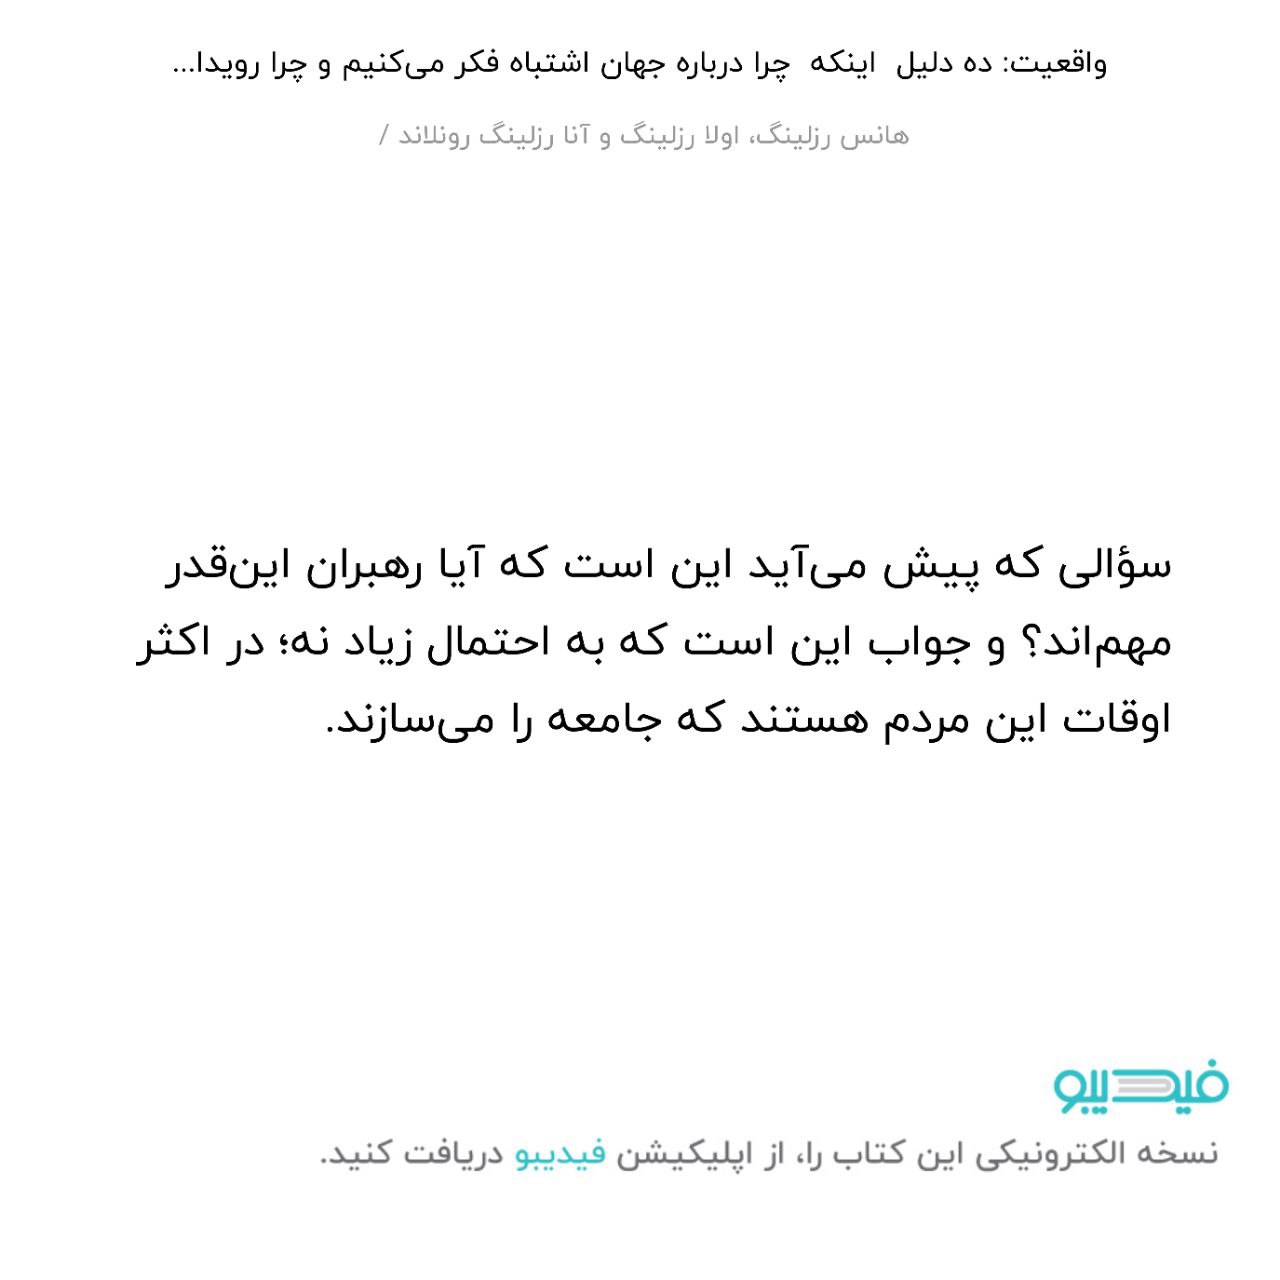 واقعیت: ده دلیل اینکه چرا درباره جهان اشتباه فکر می‌کنیم و چرا رویدا...
هانس رزلینگ، اولا رزلینگ و آنا رزلینگ رونلاند /
سؤالی که پیش می‌آید این است که آیا رهبران این‌قدر
مهم‌اند؟ و جواب این است که به احتمال زیاد نه؛ در اکثر
اوقات این مردم هستند که جامعه را می‌سازند.
فیدیبو
نسخه الکترونیکی این کتاب را، از اپلیکیشن فیدیبو دریافت کنید.